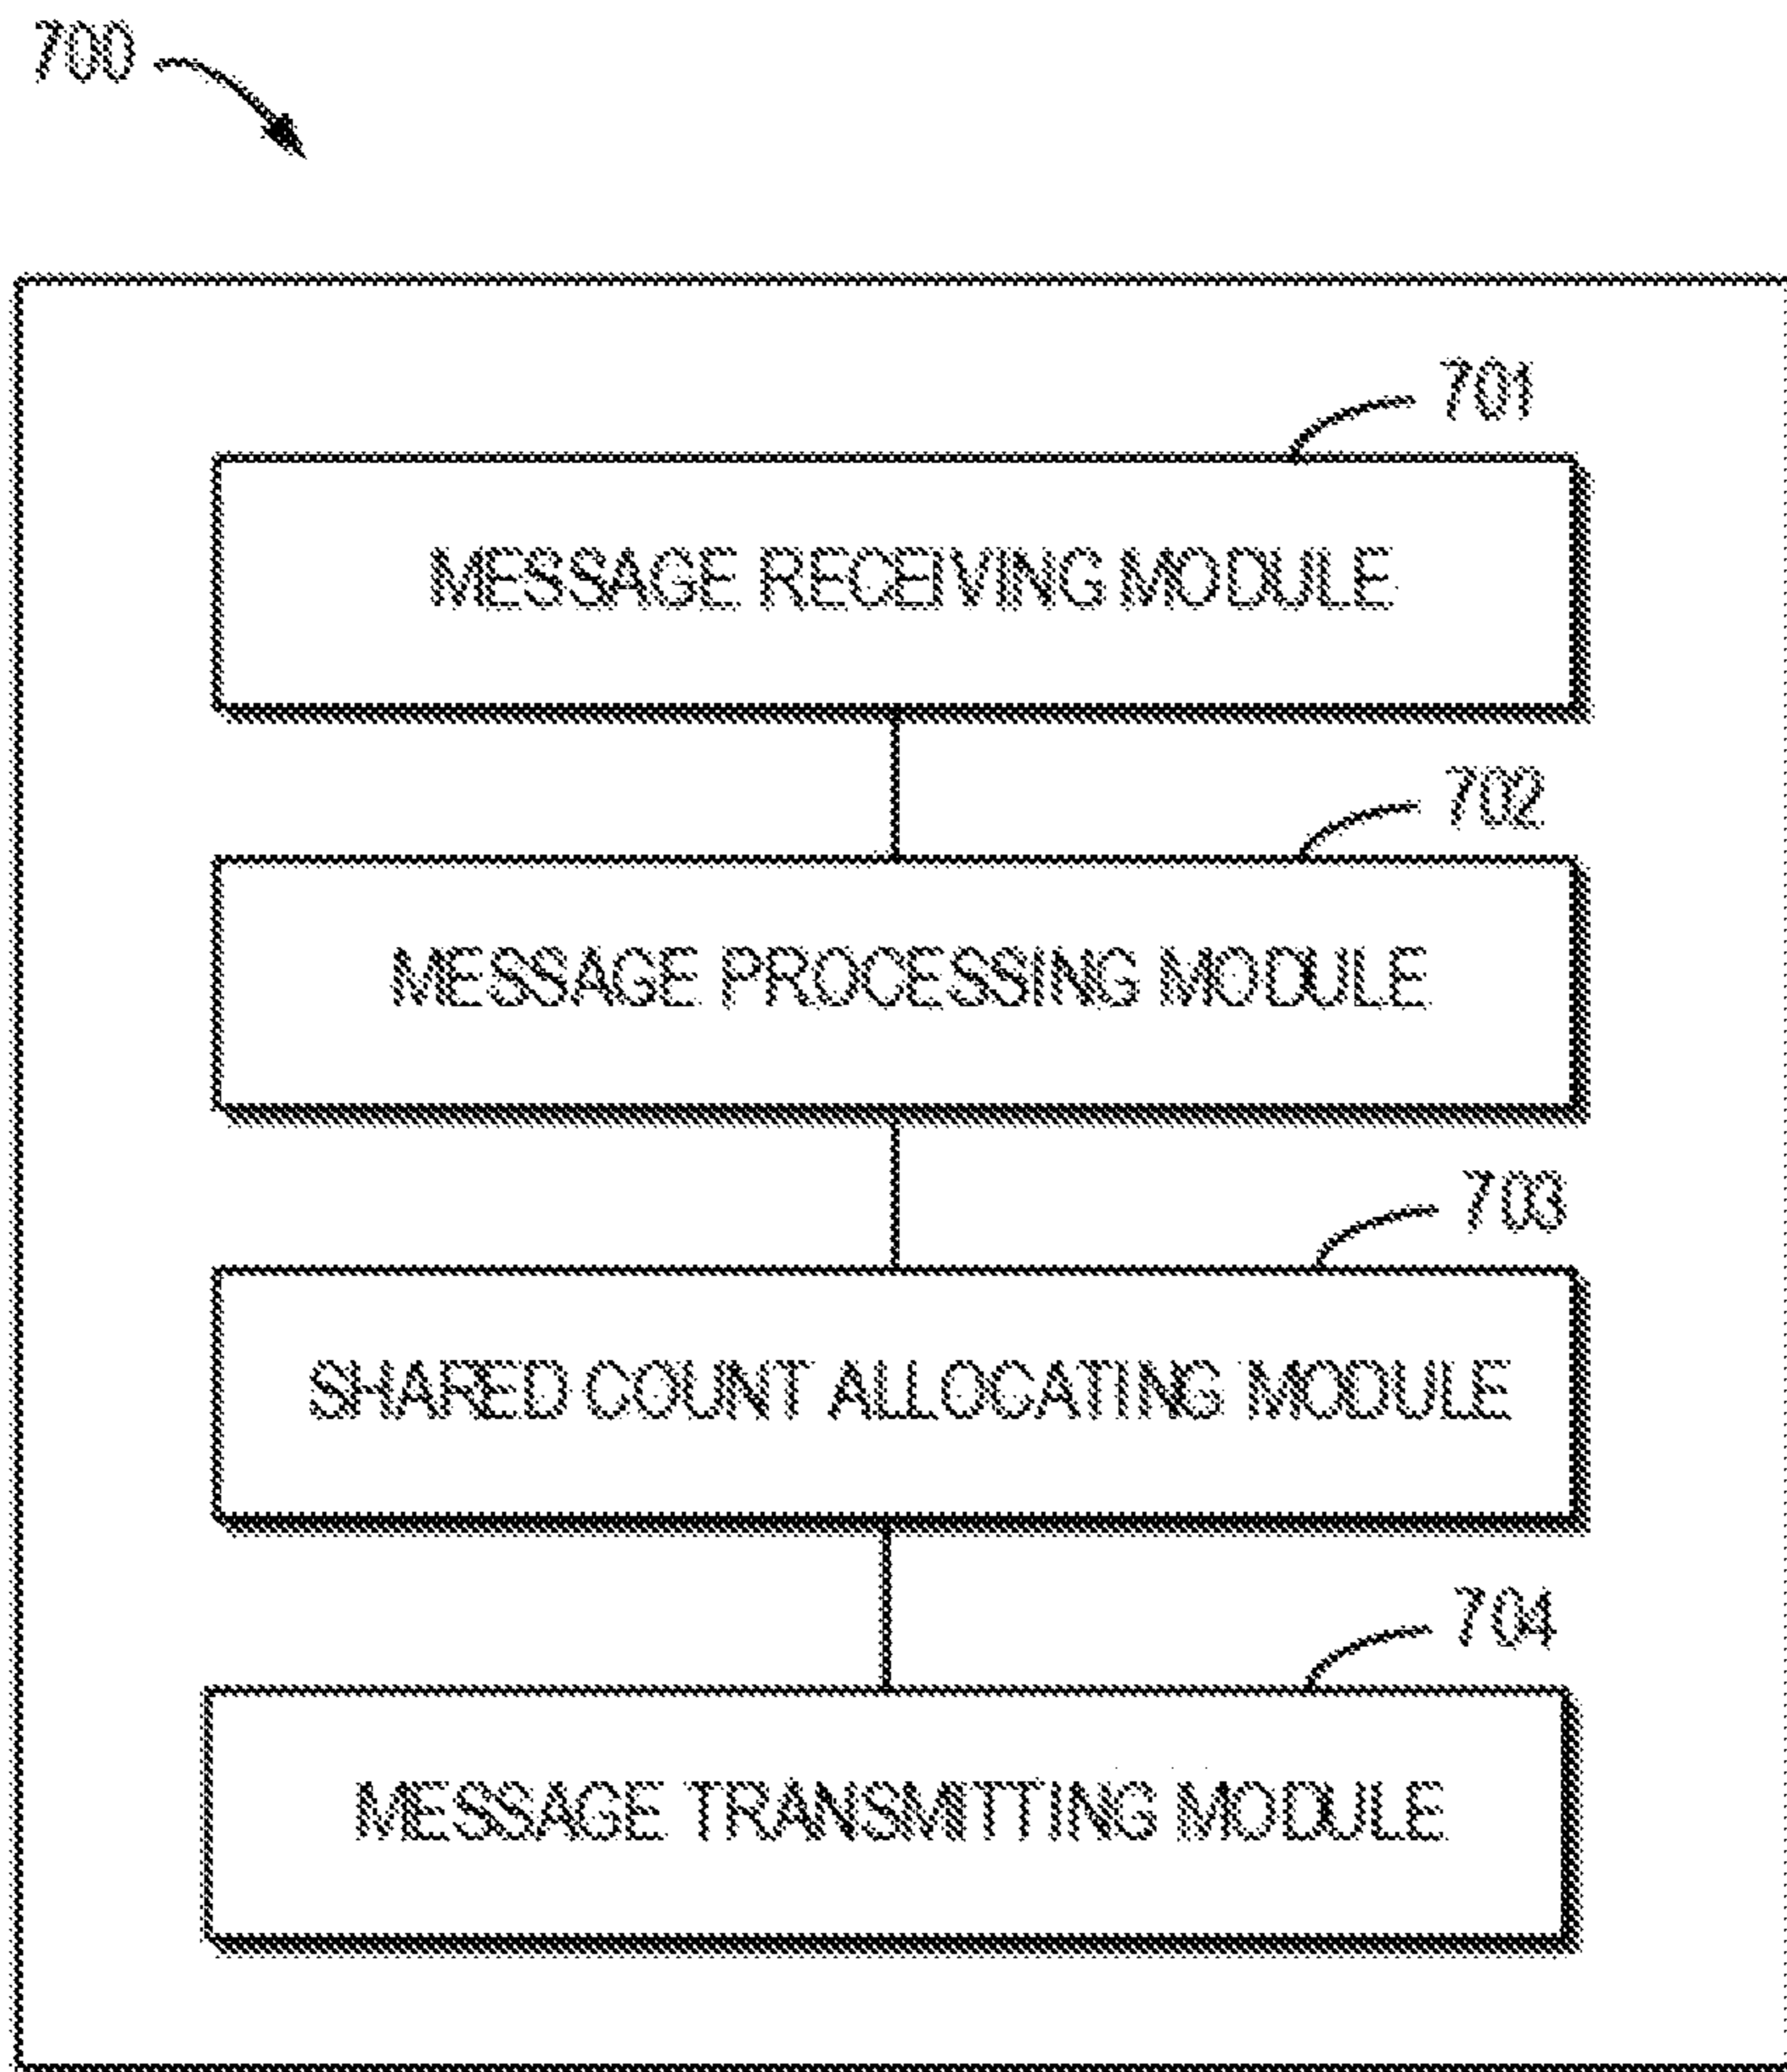 700
701
MESSAGE RECEIVING MODULE
702
MESSAGE PROCESSING MODULE
703
SHARED COUNT ALLOCATING MODULE
704
MESSAGE TRANSMITTING MODULE